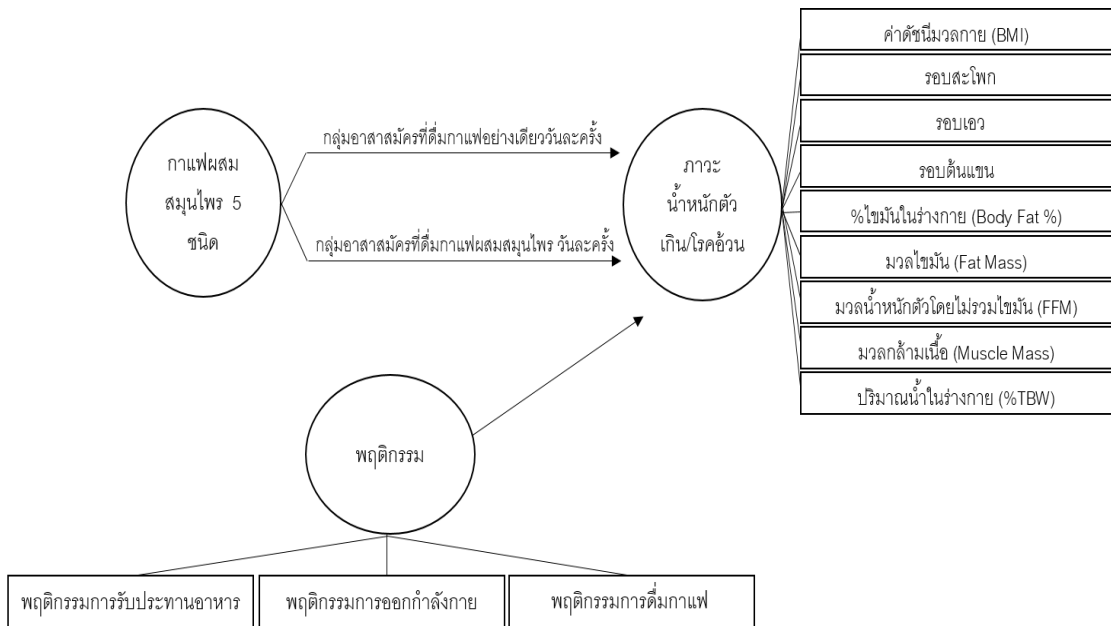 กาแฟผสม
สมุนไพร 5
ชนิด
กลุ่มอาสาสมัครที่ดื่มกาแฟอย่างเดียววันละครั้ง
กลุ่มอาสาสมัครที่ดื่มกาแฟผสมสมุนไพร วันละครั้ง
ภาวะ
น้ำหนักตัว
เกิน/โรคอ้วน
ค่าดัชนีมวลกาย (BMI)
รอบสะโพก
รอบเอว
รอบต้นแขน
%ไขมันในร่างกาย (Body Fat %)
มวลไขมัน (Fat Mass)
มวลน้ำหนักตัวโดยไม่รวมไขมัน (FFM)
มวลกล้ามเนื้อ (Muscle Mass)
ปริมาณน้ำในร่างกาย (%TBW)
พฤติกรรม
พฤติกรรมการรับประทานอาหาร
พฤติกรรมการออกกำลังกาย
พฤติกรรมการดื่มกาแฟ